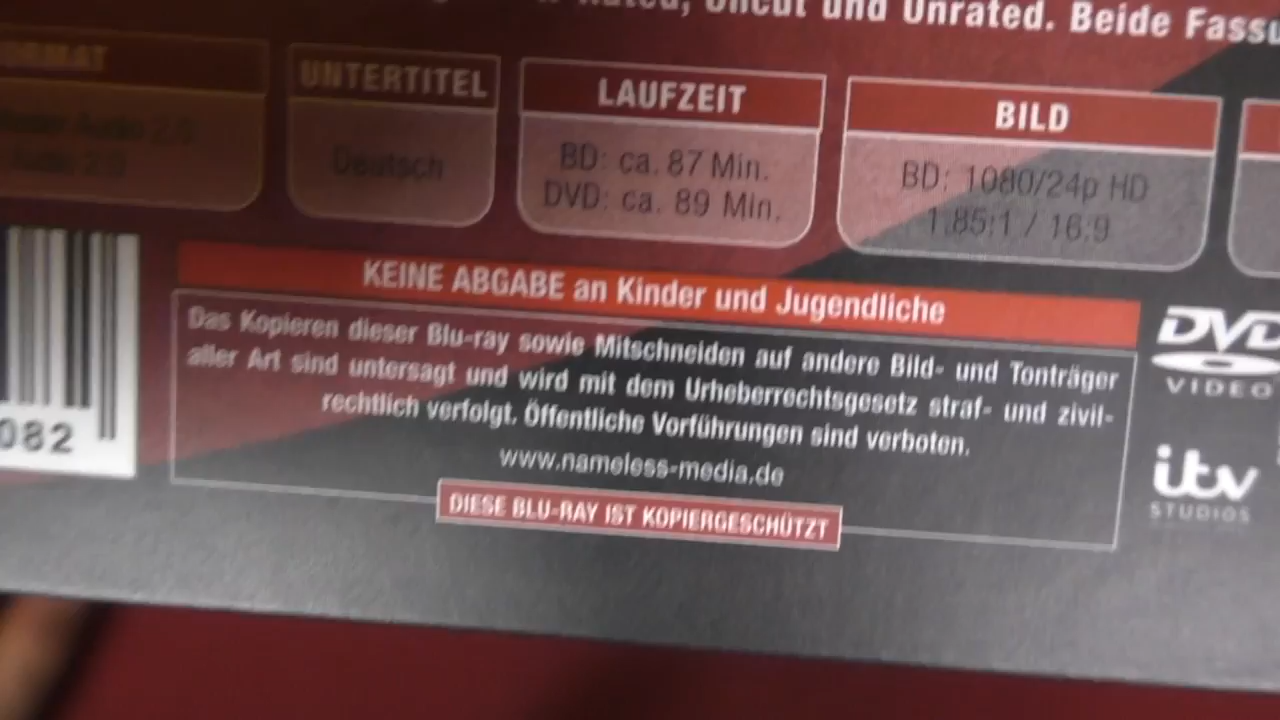 Uncut und Unrated. Beide Fassu
UNTERTITEL
Deutsch
LAUFZEIT
BD: ca. 87 Min.
DVD: ca. 89 Min.
BILD
BD: 1080/24p HD
1.85:1 / 16:9
KEINE ABGABE an Kinder und Jugendliche
Das Kopieren dieser Blu-ray sowie Mitschneiden auf andere Bild- und Tonträger
aller Art sind untersagt und wird mit dem Urheberrechtsgesetz straf- und zivil-
rechtlich verfolgt. Öffentliche Vorführungen sind verboten.
www.nameless-media.de
DIESE BLU-RAY IST KOPIERGESCHÜTZT
082
DVD
VIDEO
itv
STUDIOS